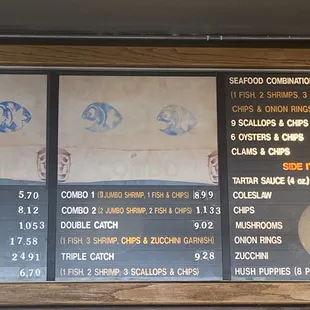 5.70
8.12
10.53
17.58
24.91
6.70
COMBO 1 (9 JUMBO SHRIMP, 1 FISH & CHIPS) 8.99
COMBO 2 (2 JUMBO SHRIMP, 2 FISH & CHIPS) 11.33
DOUBLE CATCH 9.02
(1 FISH, 3 SHRIMP, CHIPS & ZUCCHINI GARNISH)
TRIPLE CATCH 9.28
(1 FISH, 2 SHRIMP, 3 SCALLOPS & CHIPS)
SEAFOOD COMBINATIO
(1 FISH, 2 SHRIMPS, 3
CHIPS & ONION RINGS
9 SCALLOPS & CHIPS
6 OYSTERS & CHIPS
CLAMS & CHIPS
SIDE IT
TARTAR SAUCE (4 oz.)
COLESLAW
CHIPS
MUSHROOMS
ONION RINGS
ZUCCHINI
HUSH PUPPIES (8 P